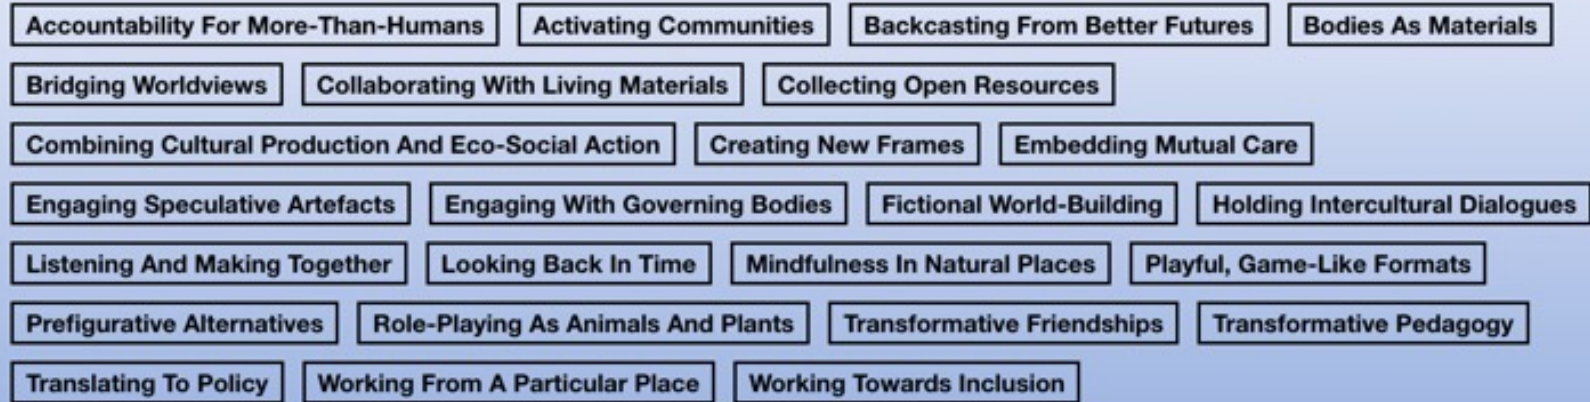 Accountability For More-Than-Humans Activating Communities Backcasting From Better Futures Bodies As Materials
Bridging Worldviews Collaborating With Living Materials Collecting Open Resources
Combining Cultural Production And Eco-Social Action Creating New Frames Embedding Mutual Care
Engaging Speculative Artefacts Engaging With Governing Bodies Fictional World-Building Holding Intercultural Dialogues
Listening And Making Together Looking Back In Time Mindfulness In Natural Places Playful, Game-Like Formats
Prefigurative Alternatives Role-Playing As Animals And Plants Transformative Friendships Transformative Pedagogy
Translating To Policy Working From A Particular Place Working Towards Inclusion